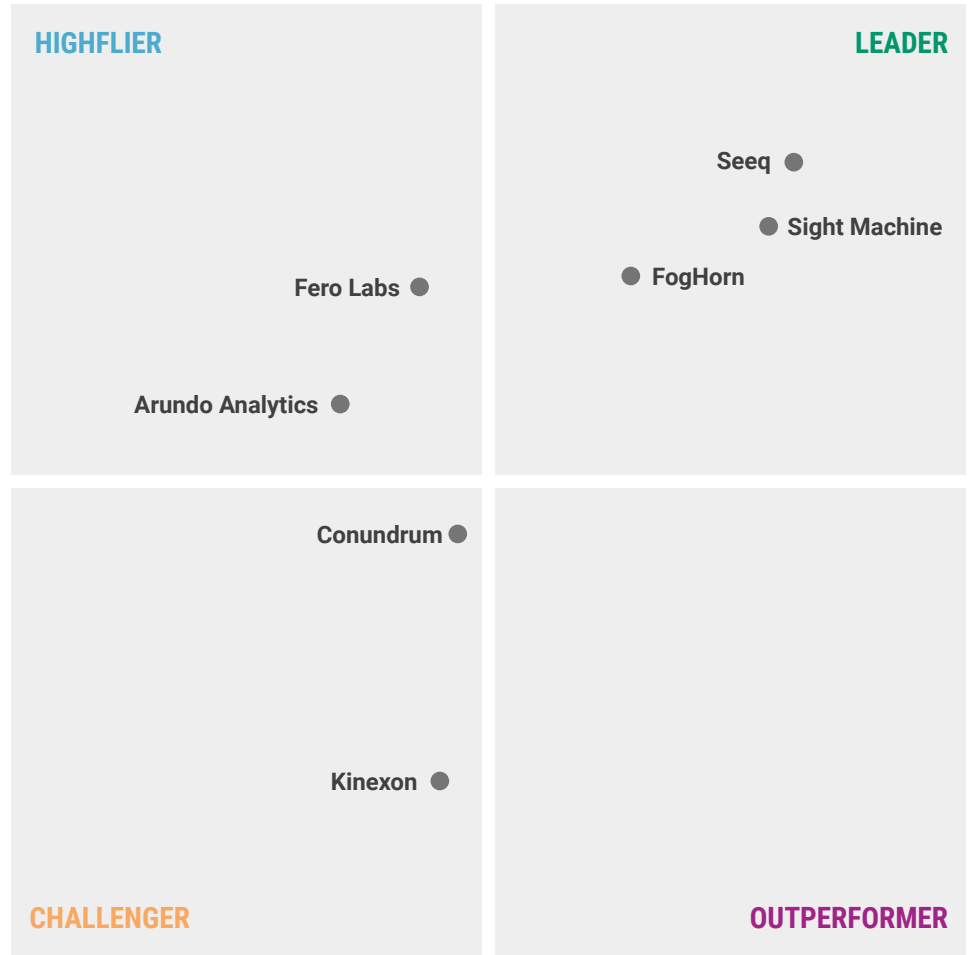 HIGHFLIER
LEADER
Seeq
Sight Machine
FogHorn
Fero Labs
Arundo Analytics
Conundrum
Kinexon
CHALLENGER
OUTPERFORMER